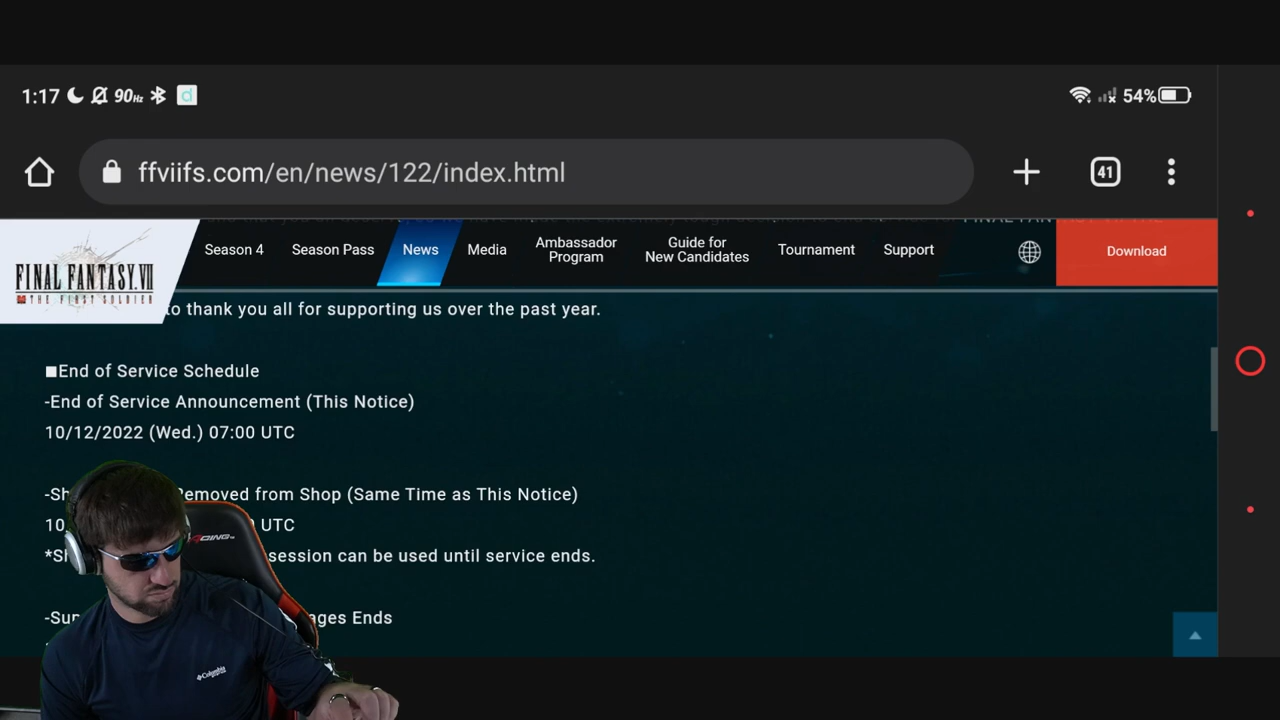 1:17 90Hz 54%
ffviifs.com/en/news/122/index.html 41
FINAL FANTASY VII
THE FIRST SOLDIER
Season 4 Season Pass News Media Ambassador Program Guide for New Candidates Tournament Support Download
to thank you all for supporting us over the past year.
■End of Service Schedule
-End of Service Announcement (This Notice)
10/12/2022 (Wed.) 07:00 UTC
-Sh Removed from Shop (Same Time as This Notice)
10 UTC
*Sh session can be used until service ends.
-Su ages Ends
Columbia